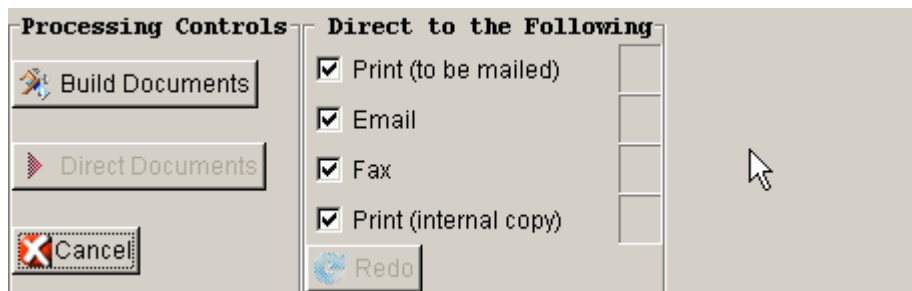 Processing Controls
Build Documents
Direct Documents
Cancel
Direct to the Following
Print (to be mailed)
Email
Fax
Print (internal copy)
Redo